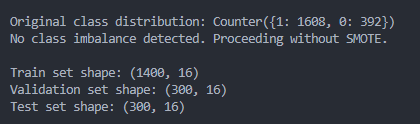 Original class distribution: Counter({1: 1608, 0: 392})
No class imbalance detected. Proceeding without SMOTE.
Train set shape: (1400, 16)
Validation set shape: (300, 16)
Test set shape: (300, 16)